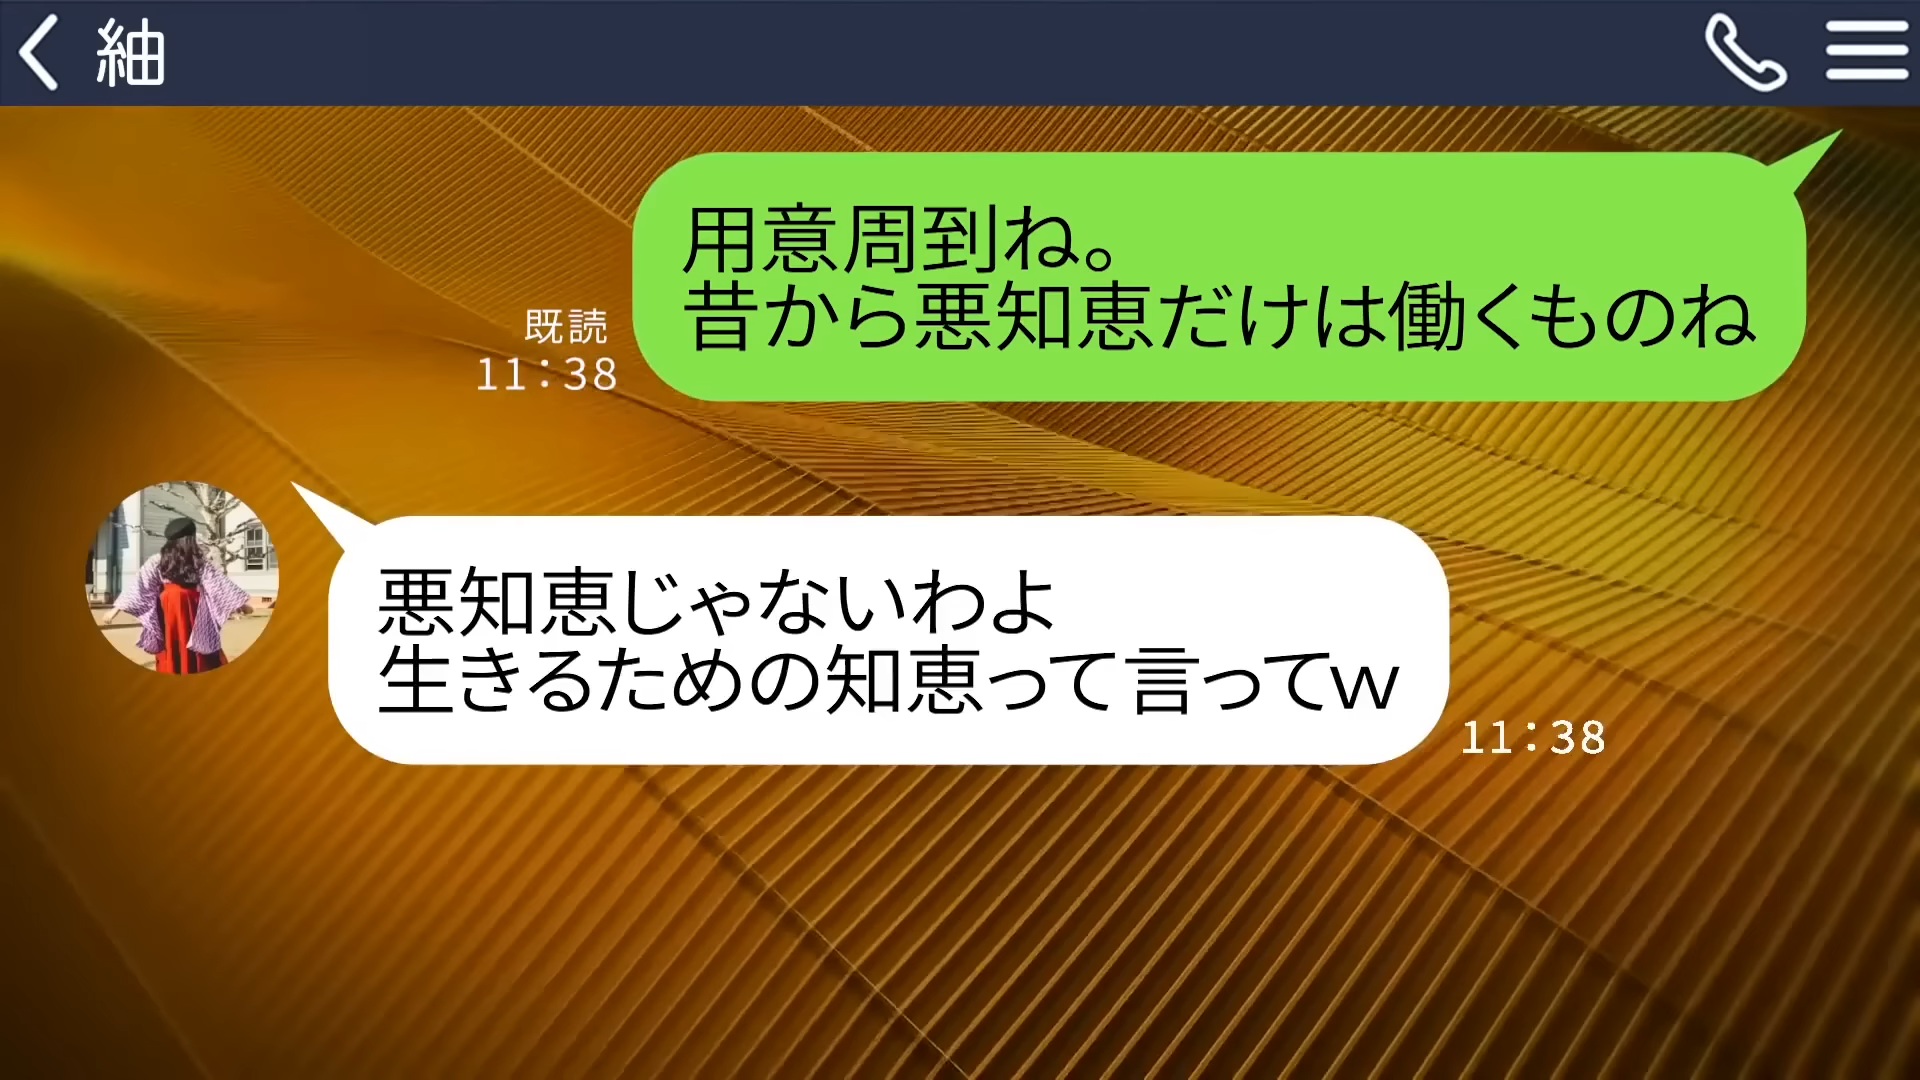 紬
用意周到ね。
昔から悪知恵だけは働くものね
既読
11:38
悪知恵じゃないわよ
生きるための知恵って言ってw
11:38